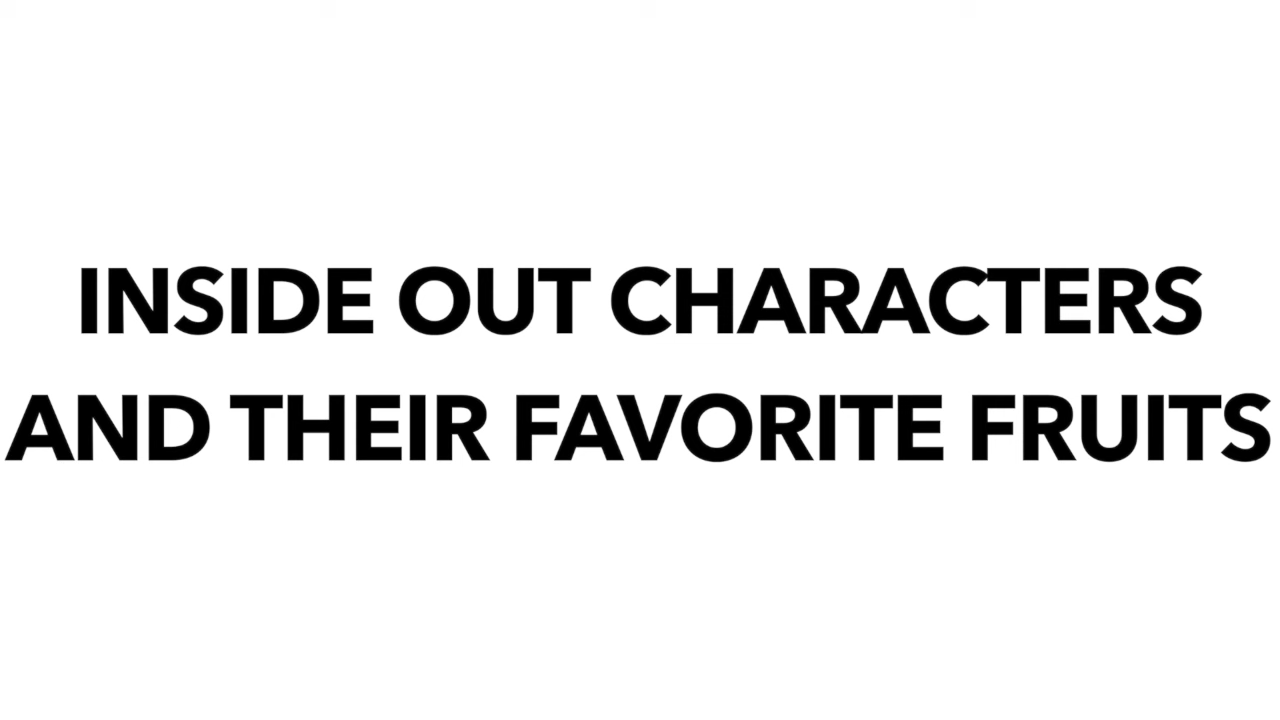 INSIDE OUT CHARACTERS
AND THEIR FAVORITE FRUITS